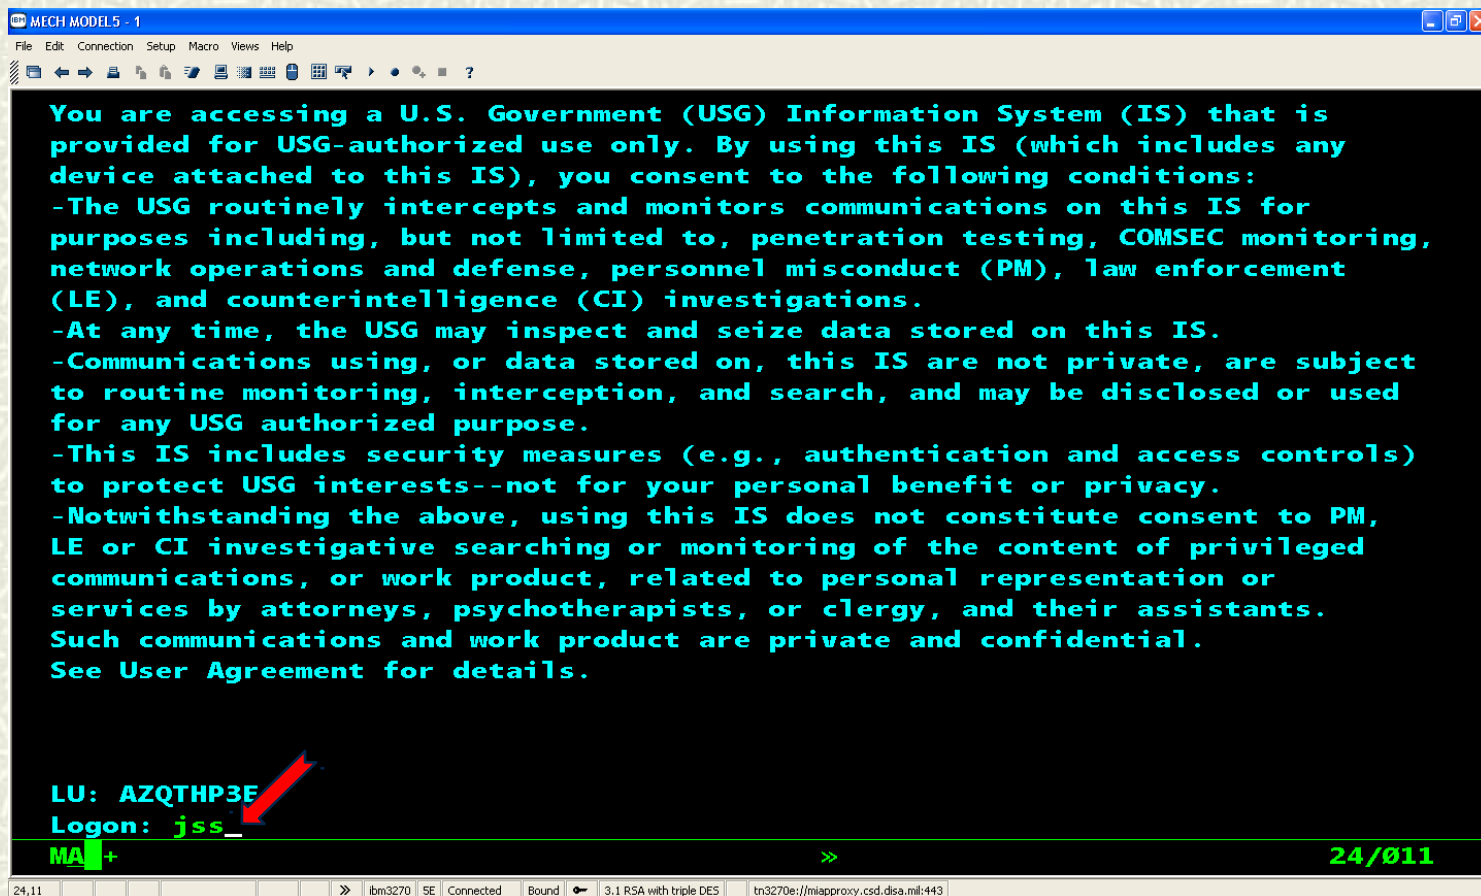 IBM MECH MODEL5 - 1
File Edit Connection Setup Macro Views Help
You are accessing a U.S. Government (USG) Information System (IS) that is
provided for USG-authorized use only. By using this IS (which includes any
device attached to this IS), you consent to the following conditions:
-The USG routinely intercepts and monitors communications on this IS for
purposes including, but not limited to, penetration testing, COMSEC monitoring,
network operations and defense, personnel misconduct (PM), law enforcement
(LE), and counterintelligence (CI) investigations.
-At any time, the USG may inspect and seize data stored on this IS.
-Communications using, or data stored on, this IS are not private, are subject
to routine monitoring, interception, and search, and may be disclosed or used
for any USG authorized purpose.
-This IS includes security measures (e.g., authentication and access controls)
to protect USG interests--not for your personal benefit or privacy.
-Notwithstanding the above, using this IS does not constitute consent to PM,
LE or CI investigative searching or monitoring of the content of privileged
communications, or work product, related to personal representation or
services by attorneys, psychotherapists, or clergy, and their assistants.
Such communications and work product are private and confidential.
See User Agreement for details.
LU: AZQTHP3E
Logon: jss_
MA + » 24/Ø11
24,11 » ibm3270 5E Connected Bound 3.1 RSA with triple DES tn3270e://miapproxy.csd.disa.mil:443